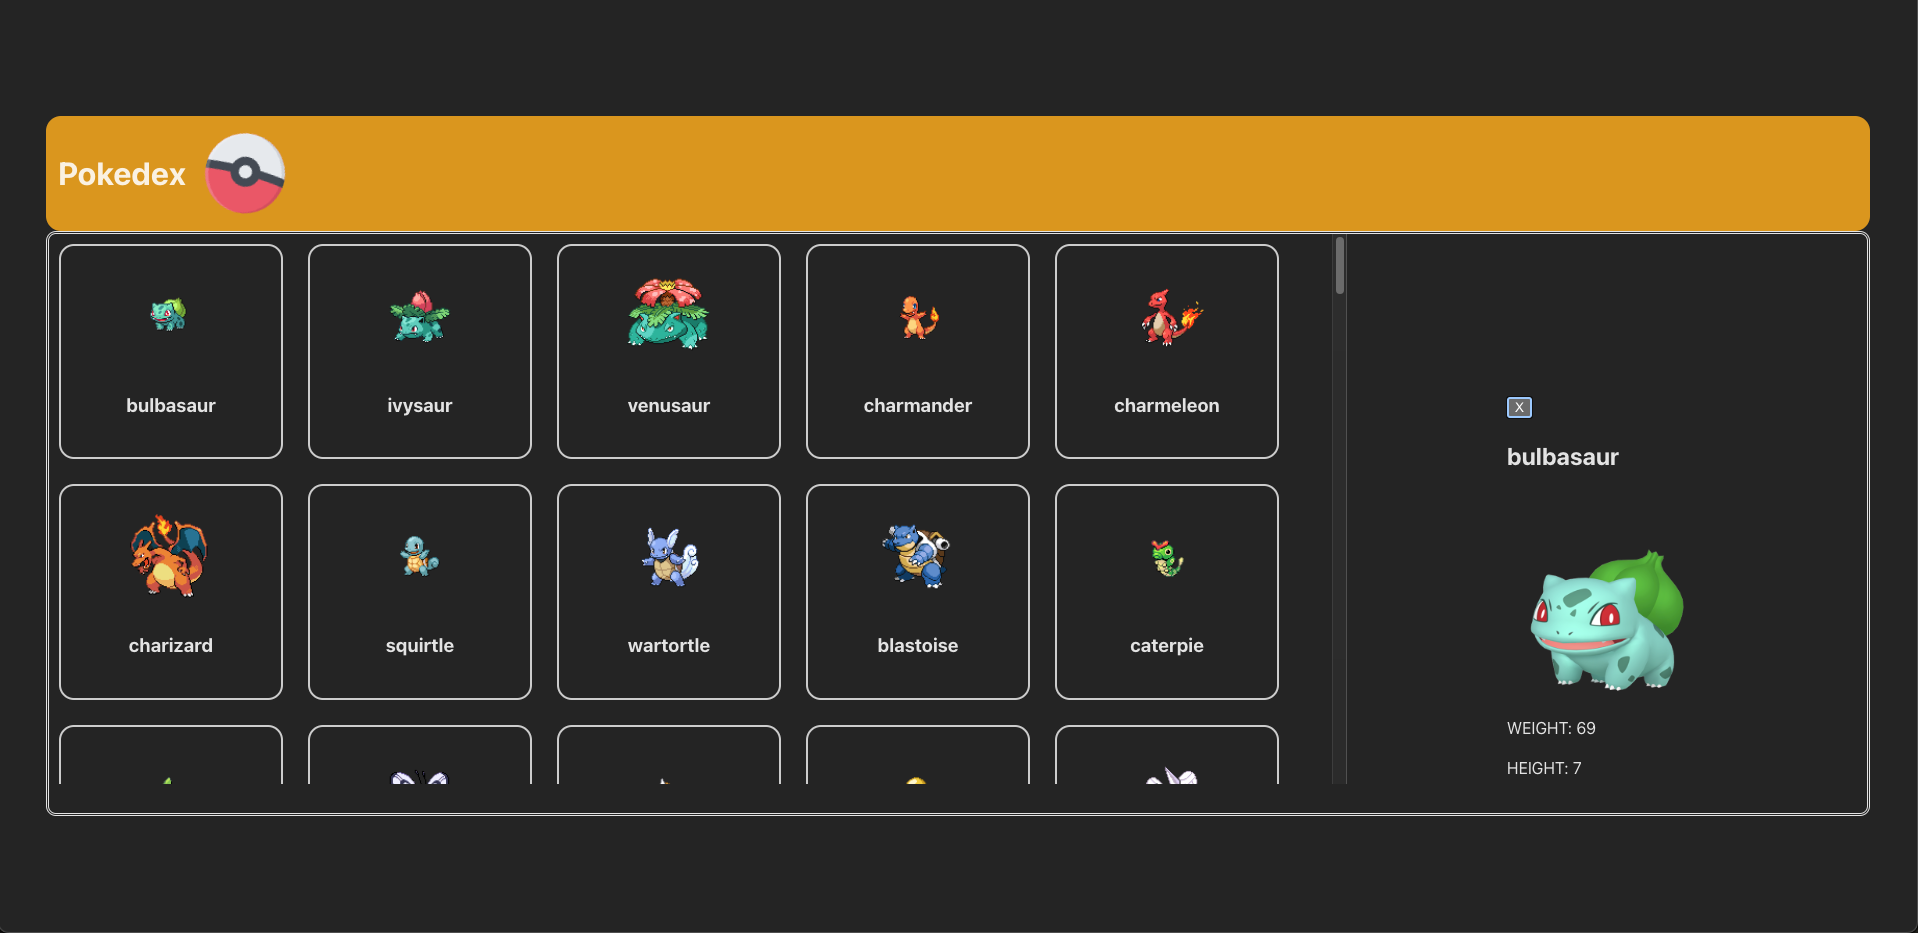 Pokedex
bulbasaur
ivysaur
venusaur
charmander
charmeleon
charizard
squirtle
wartortle
blastoise
caterpie
X
bulbasaur
WEIGHT: 69
HEIGHT: 7